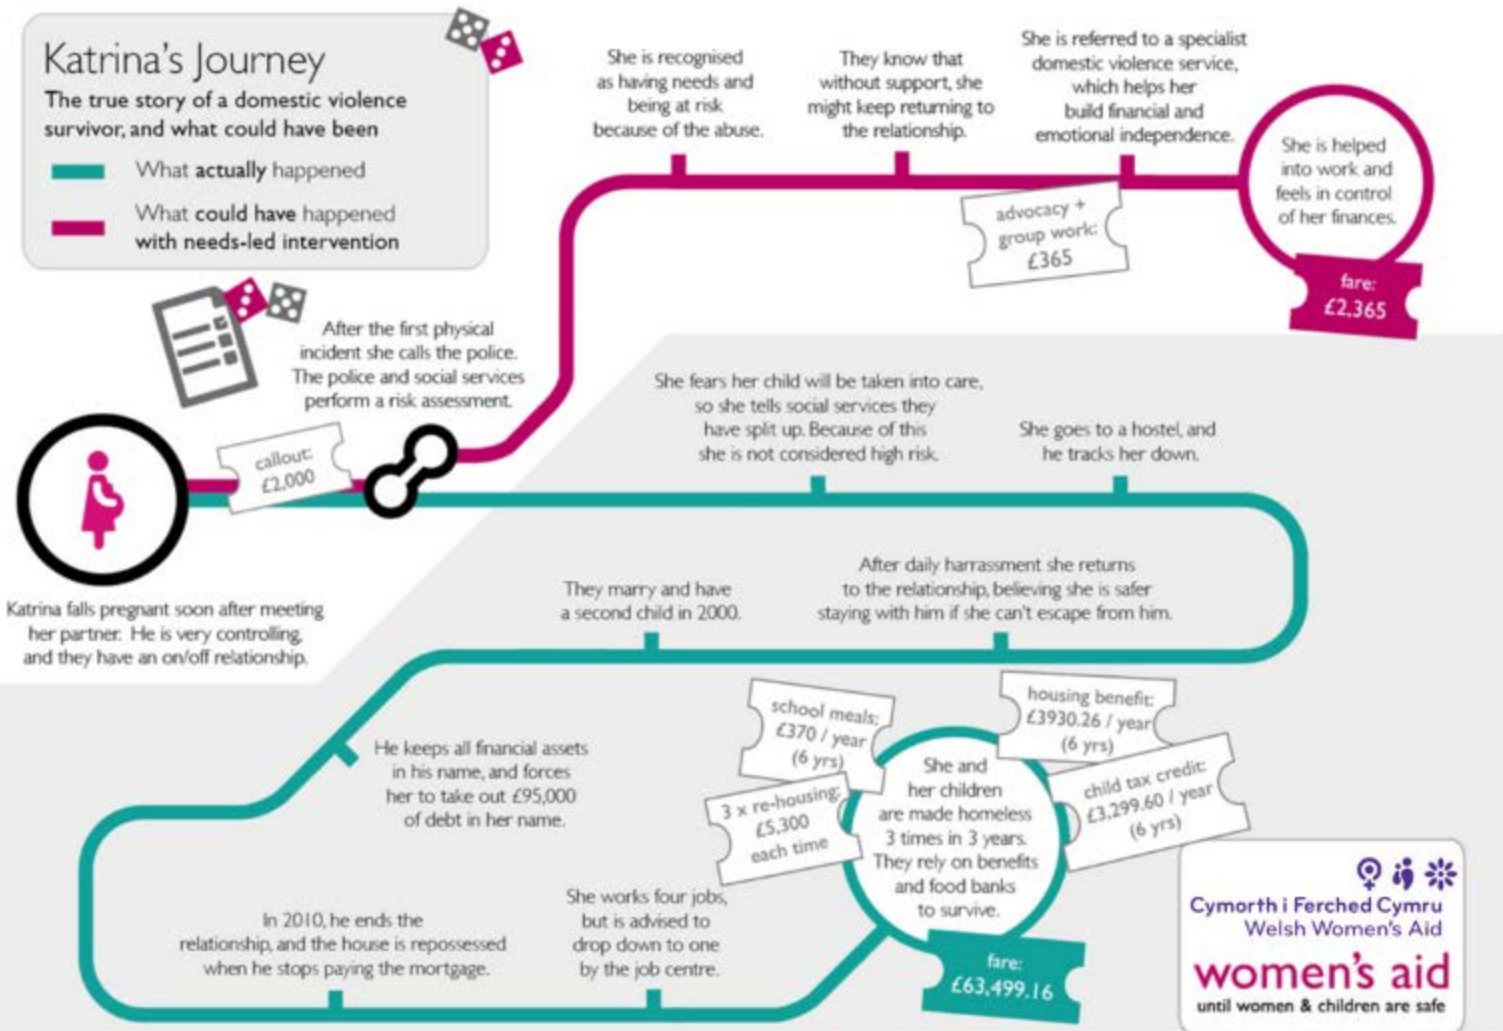 Katrina's Journey
The true story of a domestic violence
survivor, and what could have been
What actually happened
What could have happened
with needs-led intervention
She is recognised
as having needs and
being at risk
because of the abuse.
They know that
without support, she
might keep returning to
the relationship.
She is referred to a specialist
domestic violence service,
which helps her
build financial and
emotional independence.
She is helped
into work and
feels in control
of her finances.
advocacy +
group work:
£365
fare:
£2,365
After the first physical
incident she calls the police.
The police and social services
perform a risk assessment.
callout:
£2,000
Katrina falls pregnant soon after meeting
her partner. He is very controlling,
and they have an on/off relationship.
She fears her child will be taken into care,
so she tells social services they
have split up. Because of this
she is not considered high risk.
She goes to a hostel, and
he tracks her down.
After daily harrassment she returns
to the relationship, believing she is safer
staying with him if she can't escape from him.
They marry and have
a second child in 2000.
He keeps all financial assets
in his name, and forces
her to take out £95,000
of debt in her name.
In 2010, he ends the
relationship, and the house is repossessed
when he stops paying the mortgage.
She works four jobs,
but is advised to
drop down to one
by the job centre.
school meals:
£370 / year
(6 yrs)
housing benefit:
£3930.26 / year
(6 yrs)
3 x re-housing:
£5,300
each time
child tax credit:
£3,299.60 / year
(6 yrs)
She and
her children
are made homeless
3 times in 3 years.
They rely on benefits
and food banks
to survive.
fare:
£63,499.16
Cymorth i Ferched Cymru
Welsh Women's Aid
women's aid
until women & children are safe